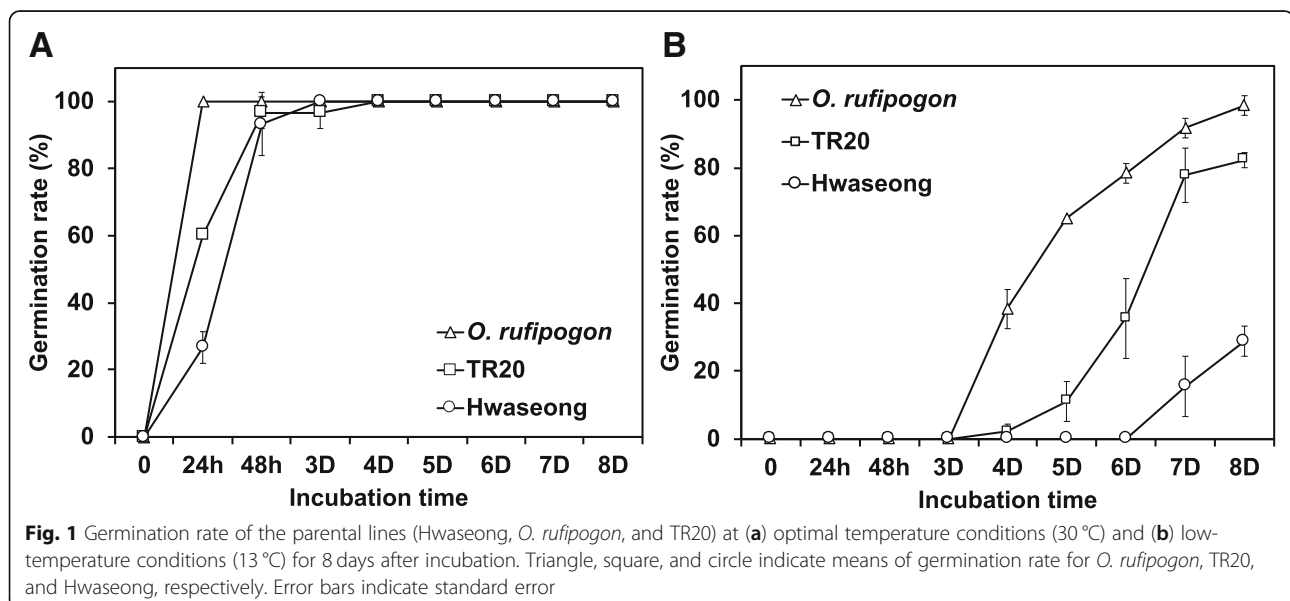 A
B
Germination rate (%)
100
80
60
40
20
0
O. rufipogon
TR20
Hwaseong
0 24h 48h 3D 4D 5D 6D 7D 8D
Incubation time
Germination rate (%)
100
80
60
40
20
0
O. rufipogon
TR20
Hwaseong
0 24h 48h 3D 4D 5D 6D 7D 8D
Incubation time
Fig. 1 Germination rate of the parental lines (Hwaseong, O. rufipogon, and TR20) at (a) optimal temperature conditions (30 °C) and (b) low-
temperature conditions (13 °C) for 8 days after incubation. Triangle, square, and circle indicate means of germination rate for O. rufipogon, TR20,
and Hwaseong, respectively. Error bars indicate standard error